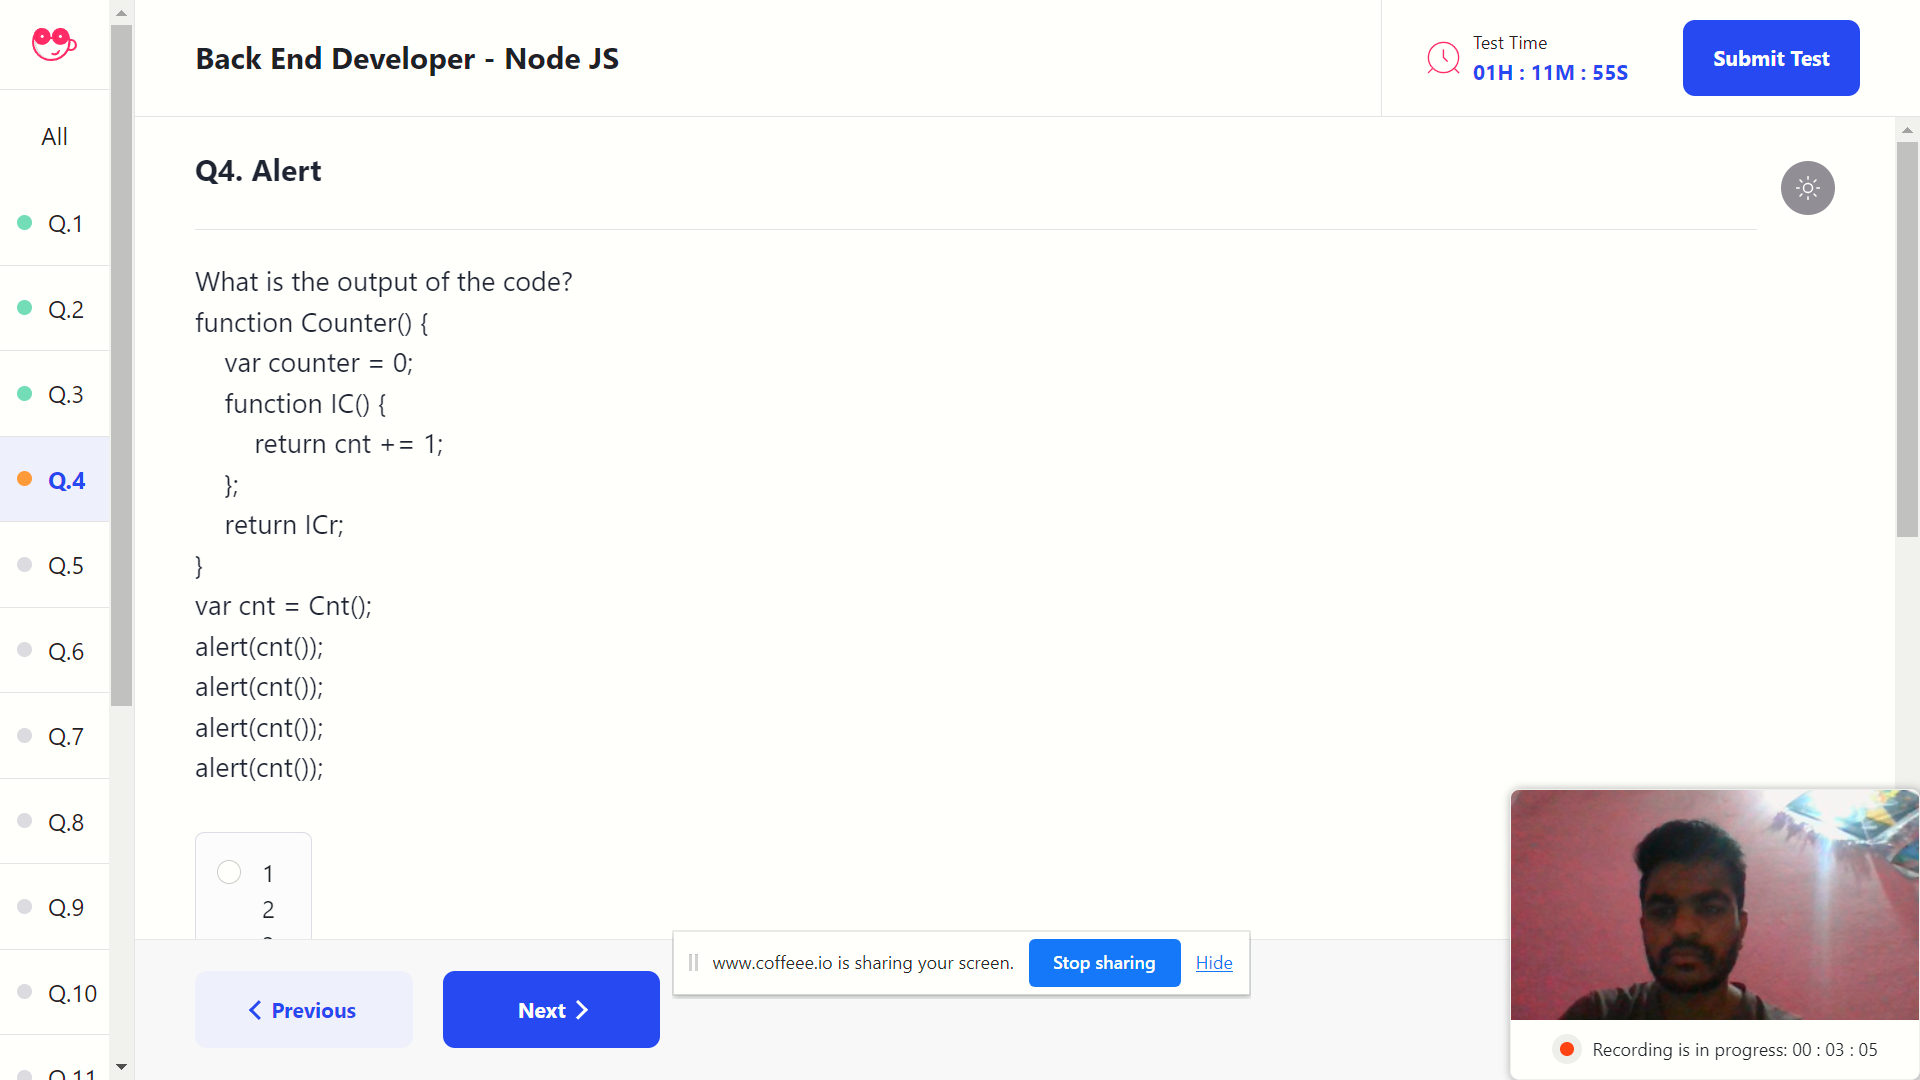 Back End Developer - Node JS
Test Time
01H : 11M : 55S
Submit Test
All
Q.1
Q.2
Q.3
Q.4
Q.5
Q.6
Q.7
Q.8
Q.9
Q.10
Q.11
Q4. Alert
What is the output of the code?
function Counter() {
var counter = 0;
function IC() {
return cnt += 1;
};
return ICr;
}
var cnt = Cnt();
alert(cnt());
alert(cnt());
alert(cnt());
alert(cnt());
1
2
www.coffeee.io is sharing your screen.
Stop sharing
Hide
Previous
Next
Recording is in progress: 00 : 03 : 05